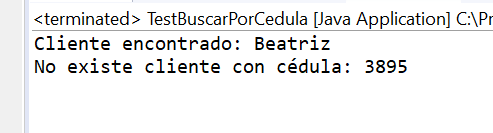 <terminated> TestBuscarPorCedula [Java Application] C:\Pr
Cliente encontrado: Beatriz
No existe cliente con cédula: 3895